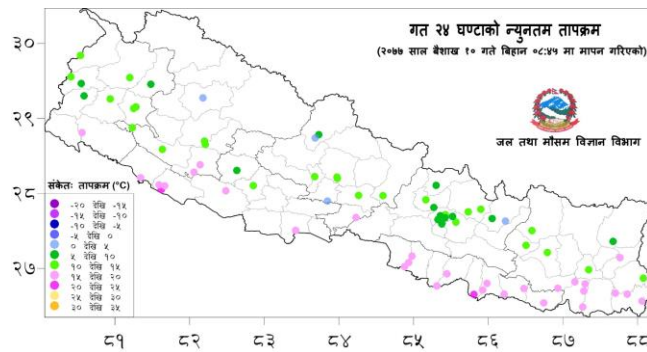 गत २४ घण्टाको न्युनतम तापक्रम
(२०७७ साल बैशाख १० गते बिहान ०८:४५ मा मापन गरिएको)
जल तथा मौसम विज्ञान विभाग
३०
२९
२८
२७
संकेतः तापक्रम (°C)
-२० देखि -१५
-१५ देखि -१०
-१० देखि -५
-५ देखि ०
० देखि ५
५ देखि १०
१० देखि १५
१५ देखि २०
२० देखि २५
२५ देखि ३०
३० देखि ३५
८१ ८२ ८३ ८४ ८५ ८६ ८७ ८८